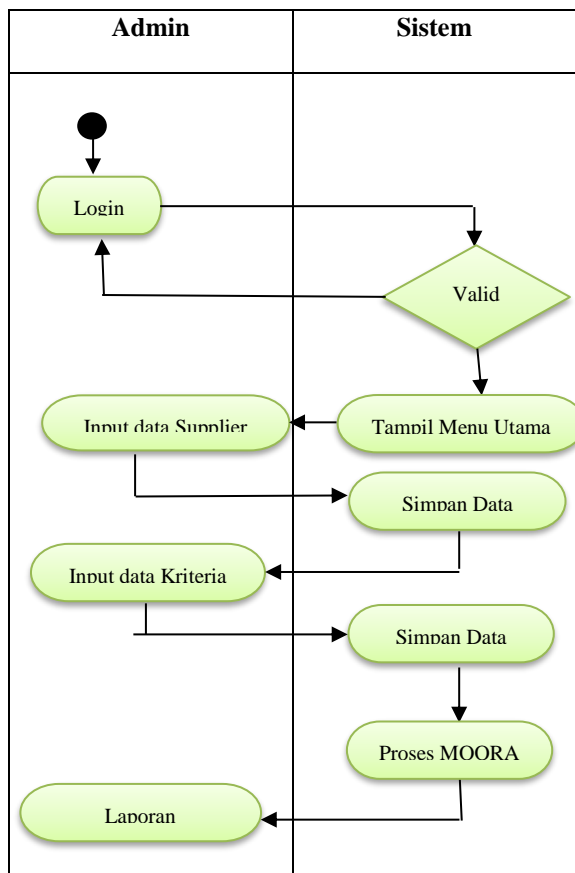 Admin
Sistem
Login
Valid
Tampil Menu Utama
Input data Supplier
Simpan Data
Input data Kriteria
Simpan Data
Proses MOORA
Laporan